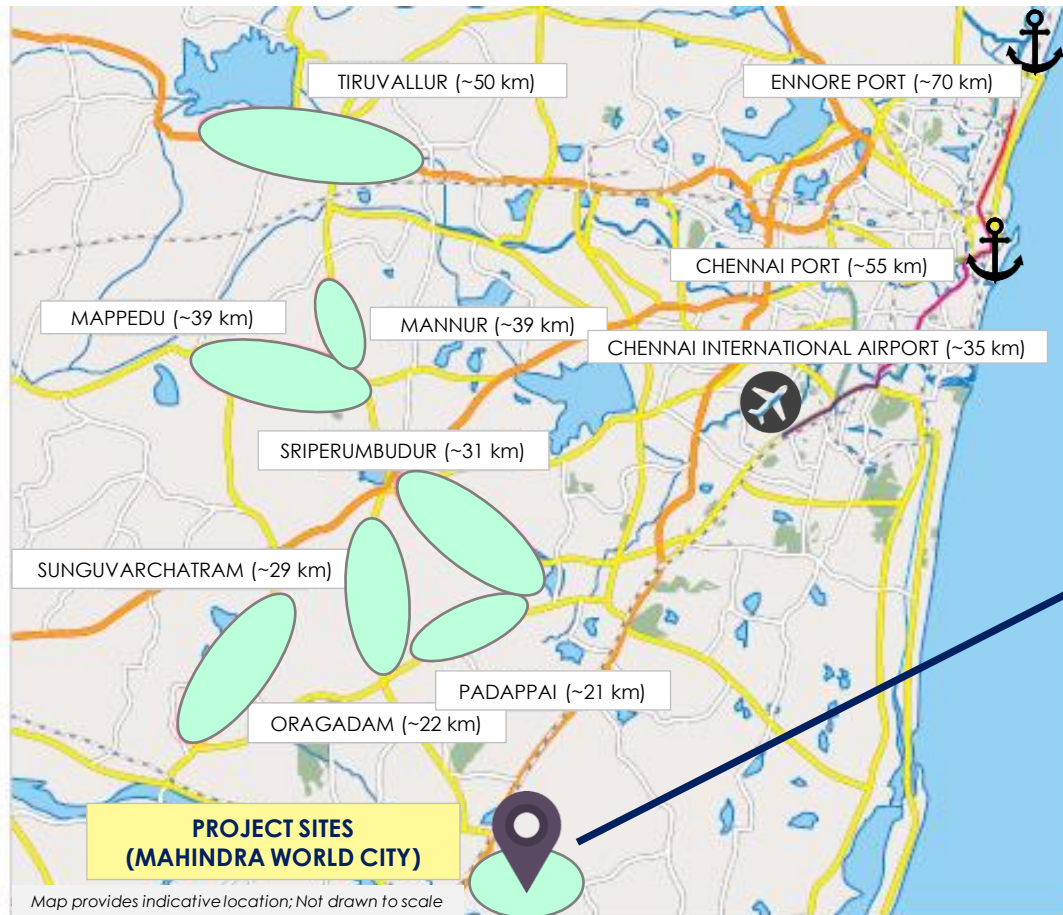 TIRUVALLUR (~50 km)
ENNORE PORT (~70 km)
CHENNAI PORT (~55 km)
MAPPEDU (~39 km)
MANNUR (~39 km)
CHENNAI INTERNATIONAL AIRPORT (~35 km)
SRIPERUMBUDUR (~31 km)
SUNGUVARCHATRAM (~29 km)
PADAPPAI (~21 km)
ORAGADAM (~22 km)
PROJECT SITES
(MAHINDRA WORLD CITY)
Map provides indicative location; Not drawn to scale